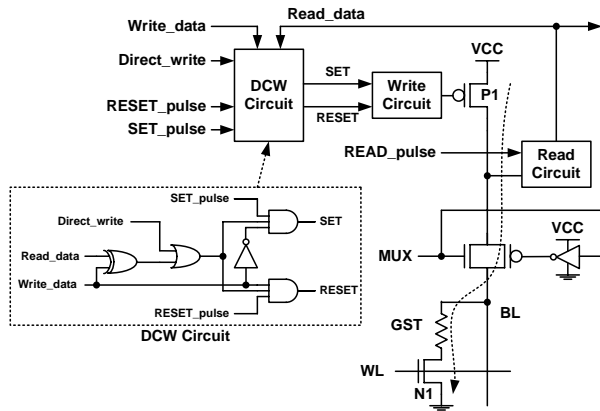 Write_data
Read_data
Direct_write
VCC
DCW
Circuit
SET
Write
Circuit
P1
RESET_pulse
RESET
SET_pulse
READ_pulse
Read
Circuit
SET_pulse
Direct_write
SET
VCC
Read_data
MUX
Write_data
RESET
RESET_pulse
BL
GST
DCW Circuit
WL
N1